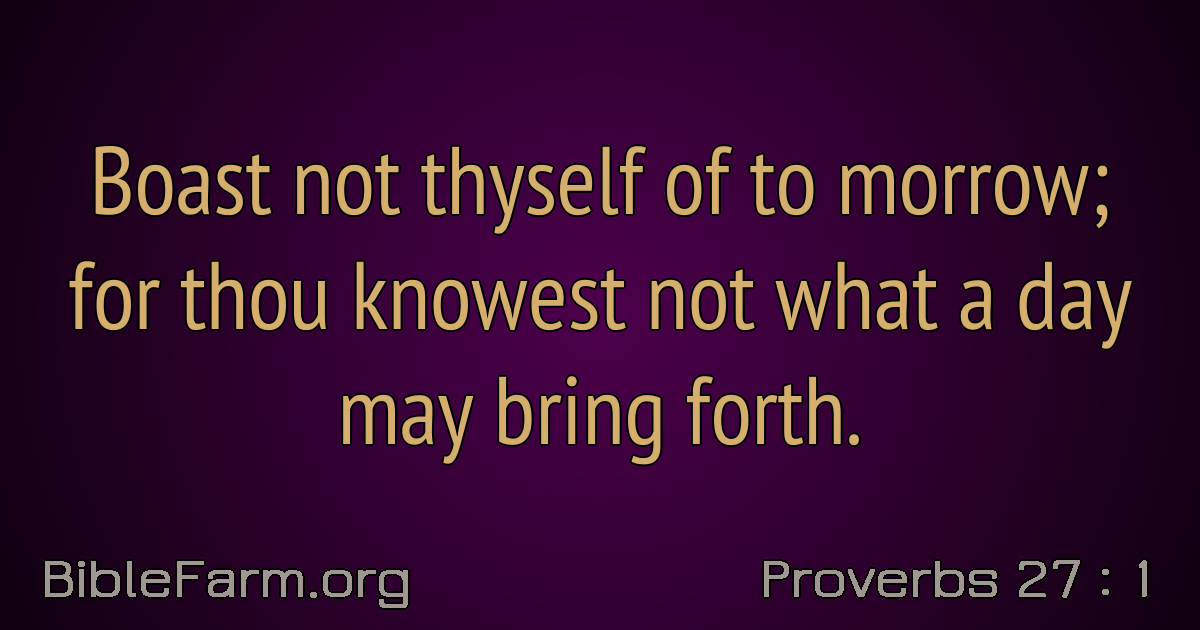 Boast not thyself of to morrow;
for thou knowest not what a day
may bring forth.
BibleFarm.org
Proverbs 27 : 1